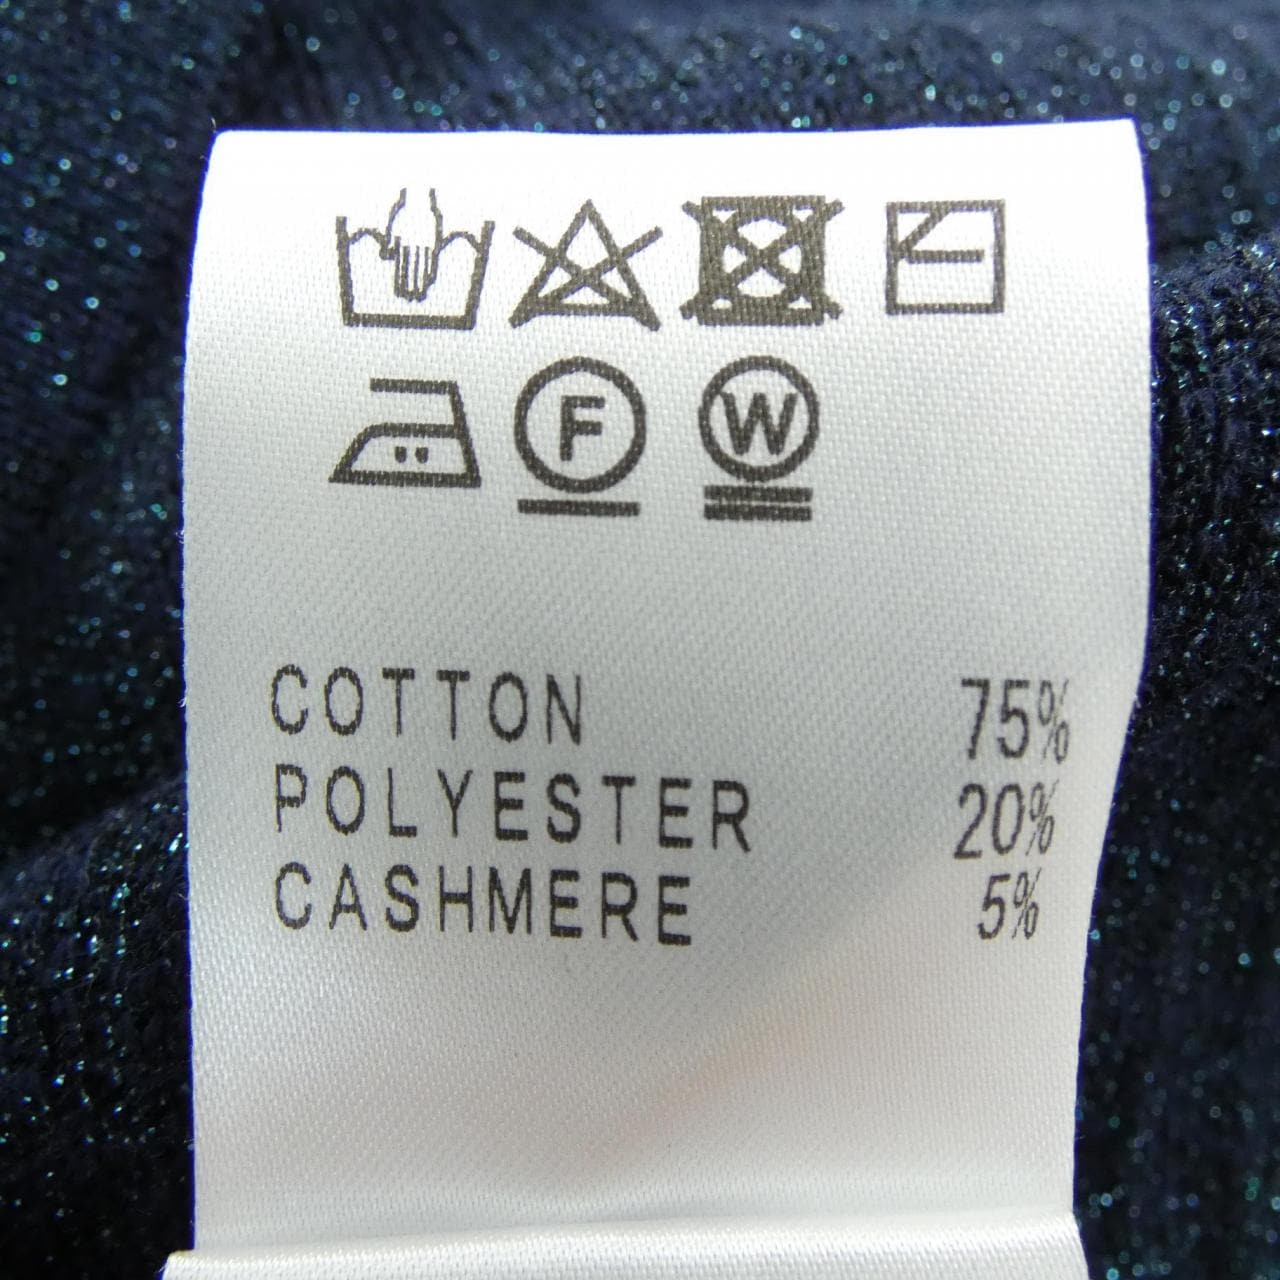 F W
COTTON 75%
POLYESTER 20%
CASHMERE 5%